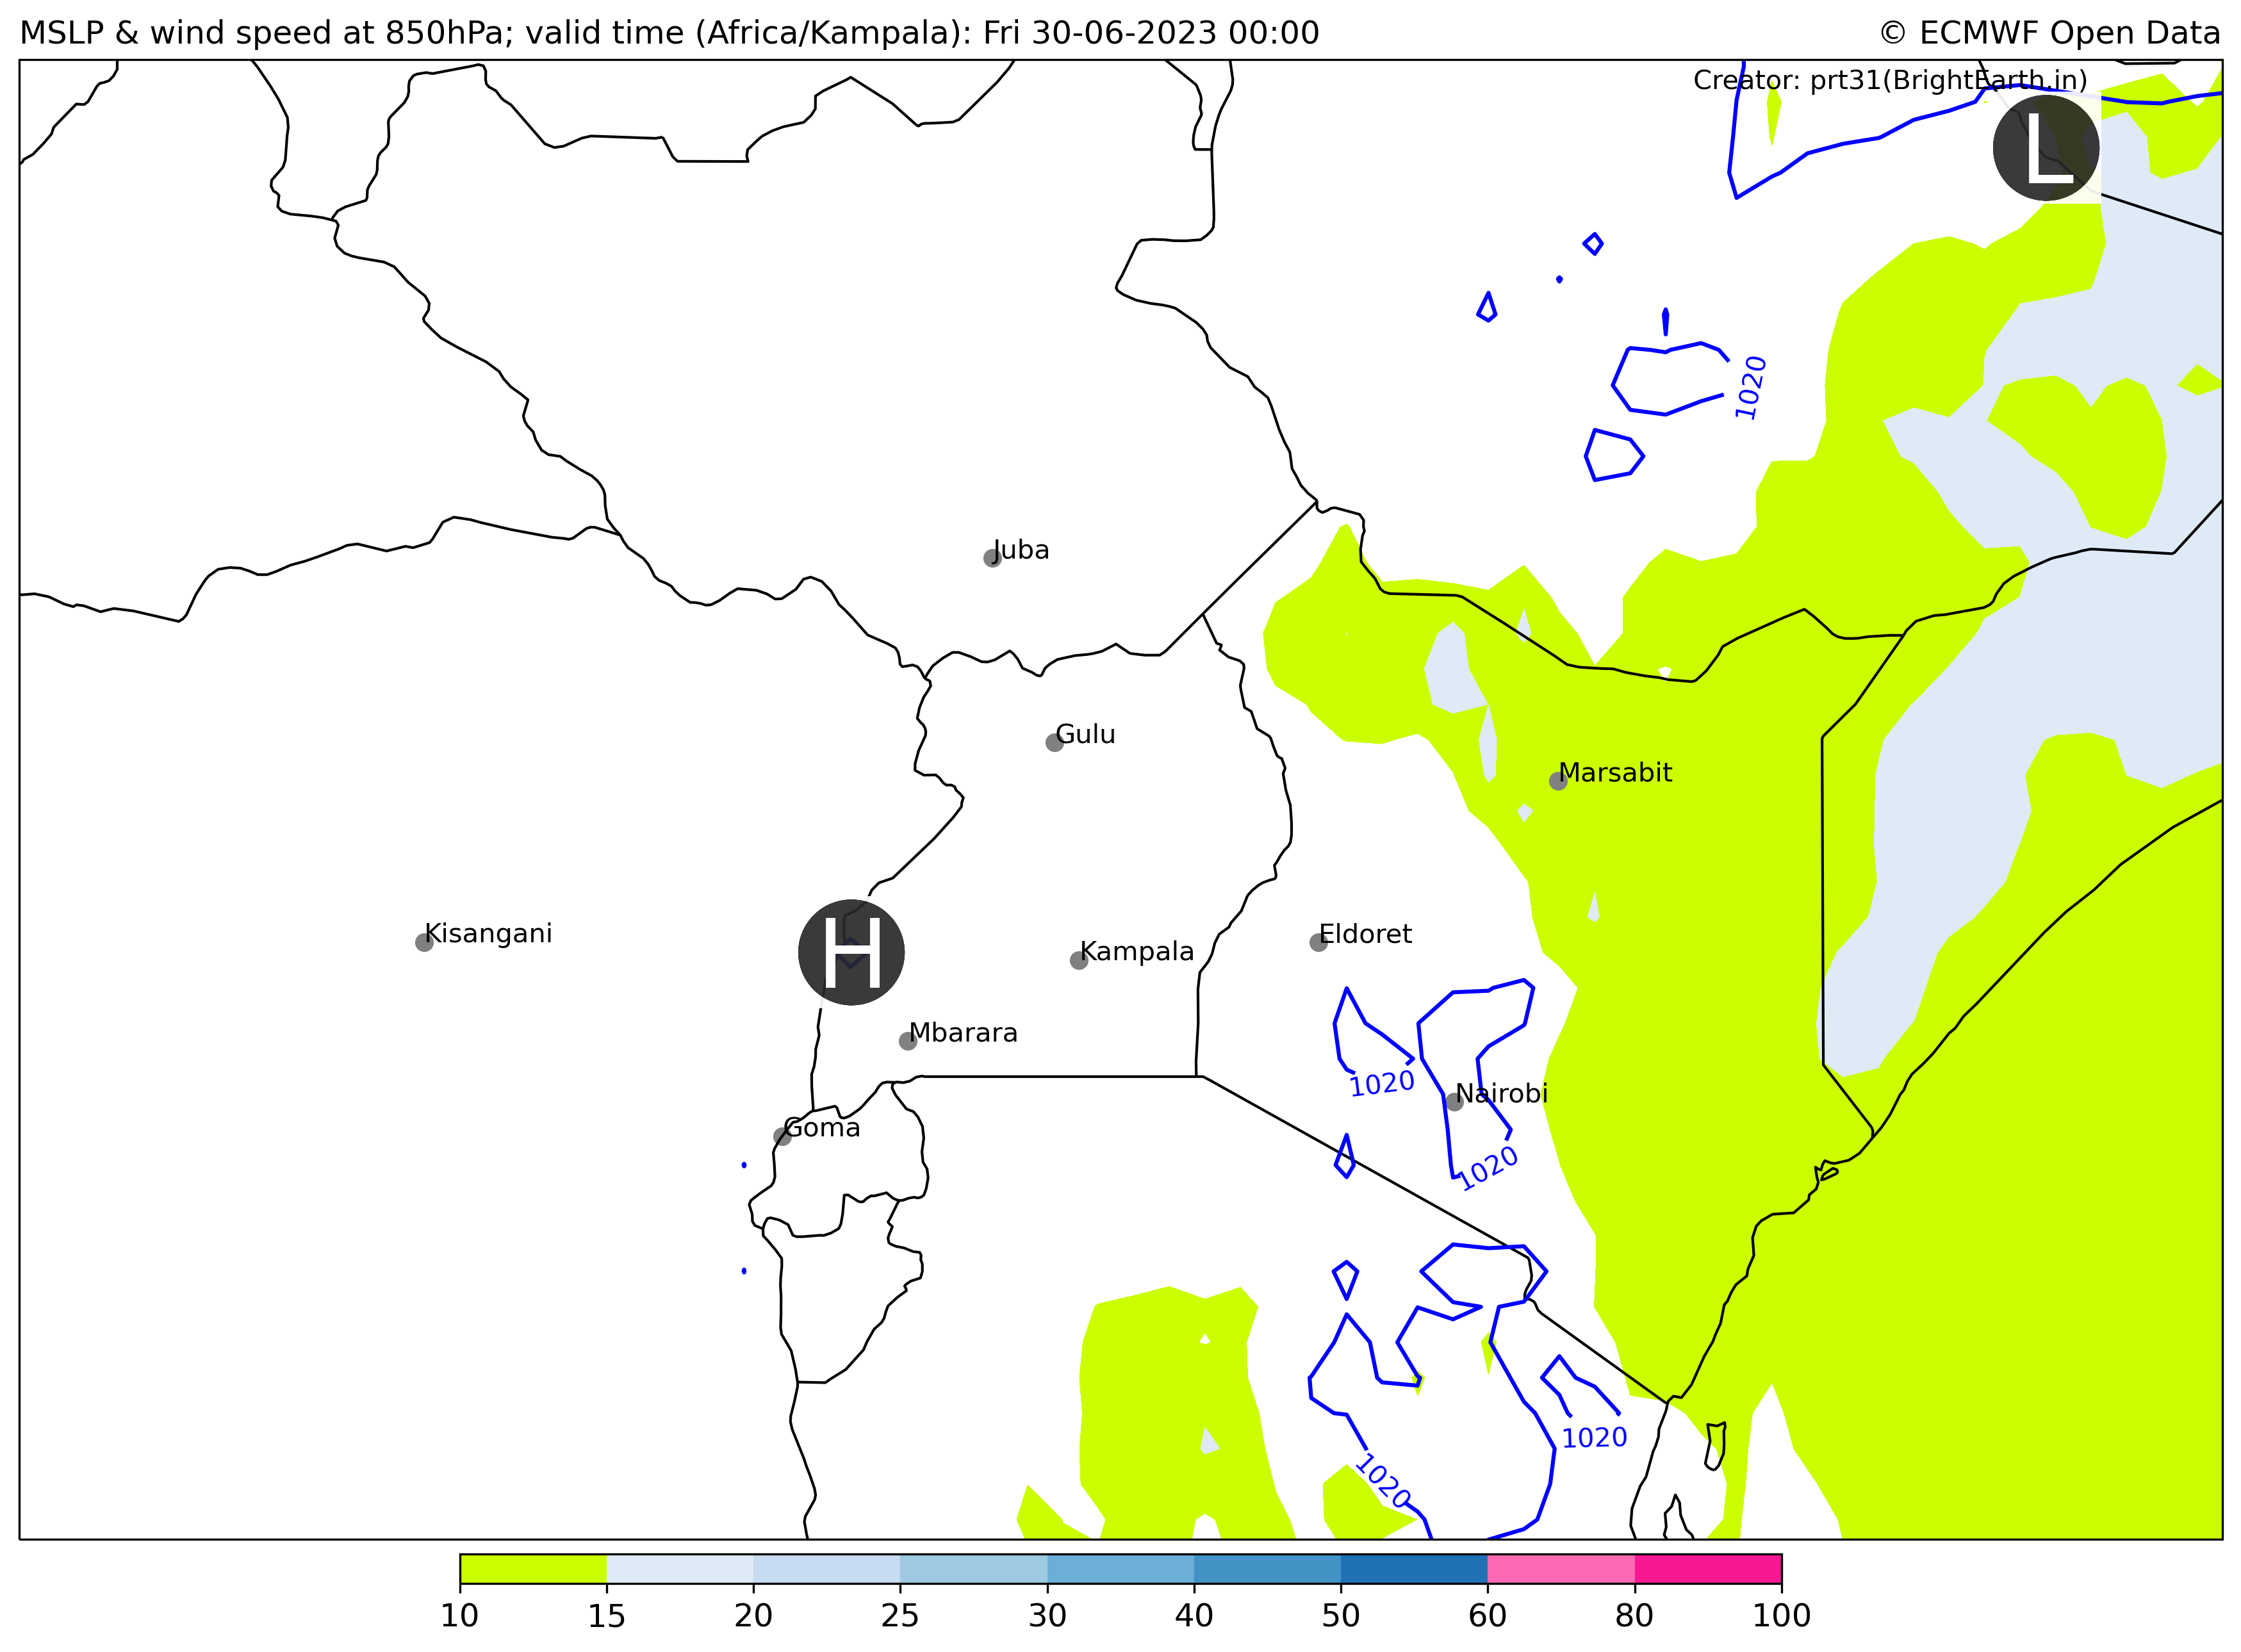 MSLP & wind speed at 850hPa; valid time (Africa/Kampala): Fri 30-06-2023 00:00
© ECMWF Open Data
Creator: prt31(BrightEarth.in)
L
1020
Juba
Gulu
Marsabit
Kisangani
H
Kampala
Eldoret
Mbarara
1020
Nairobi
Goma
1020
1020
1020
10 15 20 25 30 40 50 60 80 100